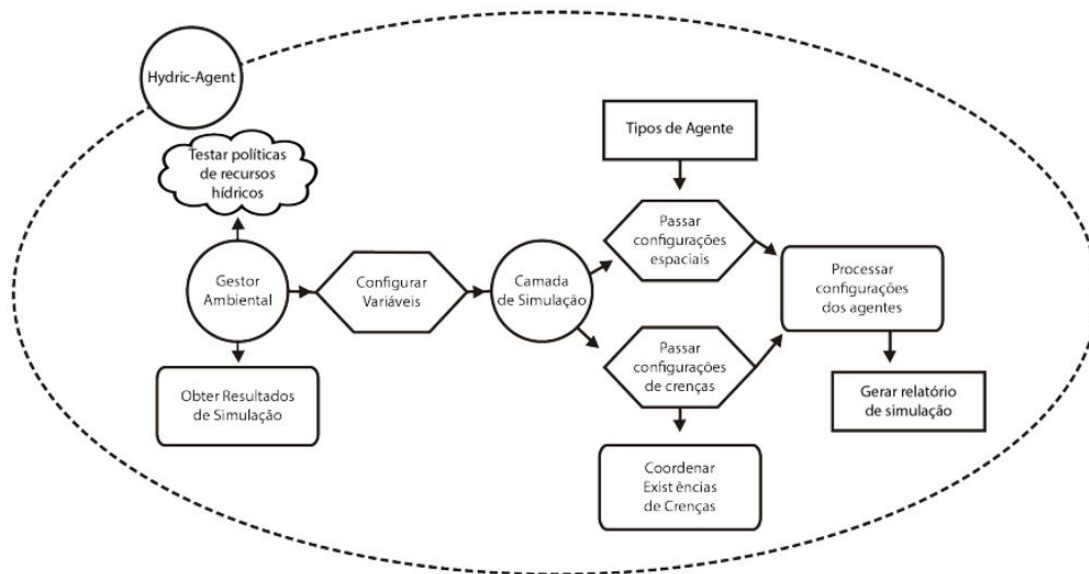 Hydric-Agent
Testar políticas
de recursos
hídricos
Gestor
Ambiental
Obter Resultados
de Simulação
Configurar
Variáveis
Camada
de Simulação
Tipos de Agente
Passar
configurações
espaciais
Passar
configurações
de crenças
Coordenar
Existências
de Crenças
Processar
configurações
dos agentes
Gerar relatório
de simulação